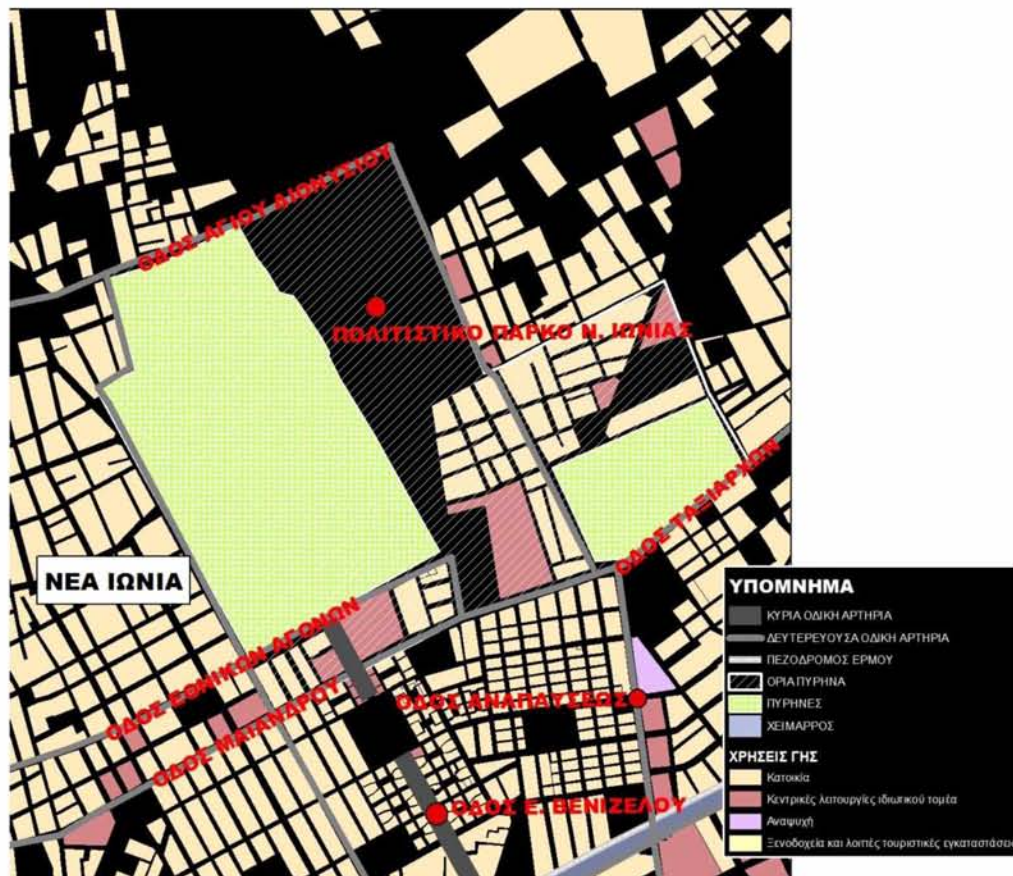 ΟΔΟΣ ΑΓΙΟΥ ΔΙΟΝΥΣΙΟΥ
ΠΟΛΙΤΙΣΤΙΚΟ ΠΑΡΚΟ Ν. ΙΩΝΙΑΣ
ΟΔΟΣ ΤΑΞΙΑΡΧΩΝ
ΝΕΑ ΙΩΝΙΑ
ΟΔΟΣ ΕΘΝΙΚΩΝ ΑΓΩΝΩΝ
ΟΔΟΣ ΜΑΙΑΝΔΡΟΥ
ΟΔΟΣ ΑΝΑΠΑΥΣΕΩΣ
ΟΔΟΣ Ε. ΒΕΝΙΖΕΛΟΥ
ΥΠΟΜΝΗΜΑ
ΚΥΡΙΑ ΟΔΙΚΗ ΑΡΤΗΡΙΑ
ΔΕΥΤΕΡΕΥΟΥΣΑ ΟΔΙΚΗ ΑΡΤΗΡΙΑ
ΠΕΖΟΔΡΟΜΟΣ ΕΡΜΟΥ
ΟΡΙΑ ΠΥΡΗΝΑ
ΠΥΡΗΝΕΣ
ΧΕΙΜΑΡΡΟΣ
ΧΡΗΣΕΙΣ ΓΗΣ
Κατοικία
Κεντρικές λειτουργίες ιδιωτικού τομέα
Αναψυχή
Ξενοδοχεία και λοιπές τουριστικές εγκαταστάσεις